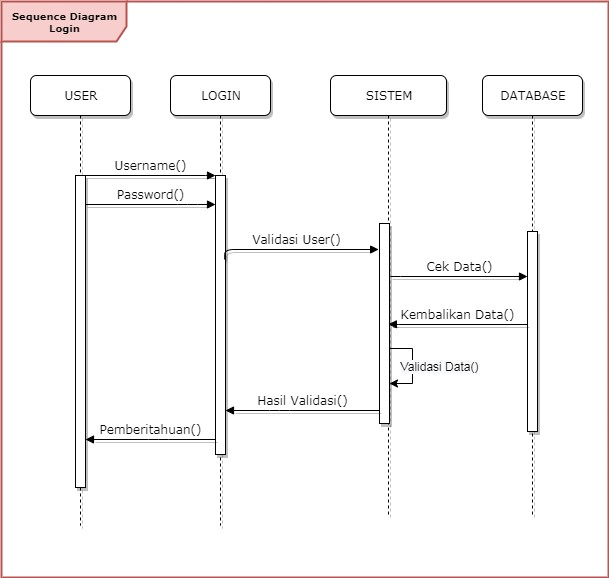 Sequence Diagram
Login
USER
LOGIN
SISTEM
DATABASE
Username()
Password()
Validasi User()
Cek Data()
Kembalikan Data()
Validasi Data()
Hasil Validasi()
Pemberitahuan()